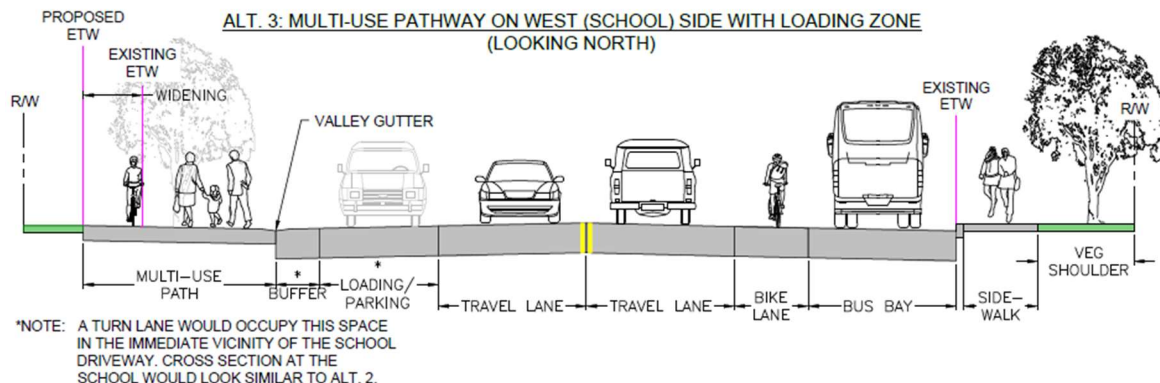 ALT. 3: MULTI-USE PATHWAY ON WEST (SCHOOL) SIDE WITH LOADING ZONE
(LOOKING NORTH)
PROPOSED
ETW
EXISTING
ETW
WIDENING
R/W
VALLEY GUTTER
EXISTING
ETW
R/W
MULTI-USE
PATH
*
BUFFER
*
LOADING/
PARKING
TRAVEL LANE
TRAVEL LANE
BIKE
LANE
BUS BAY
SIDE-
WALK
VEG
SHOULDER
*NOTE: A TURN LANE WOULD OCCUPY THIS SPACE
IN THE IMMEDIATE VICINITY OF THE SCHOOL
DRIVEWAY. CROSS SECTION AT THE
SCHOOL WOULD LOOK SIMILAR TO ALT. 2.